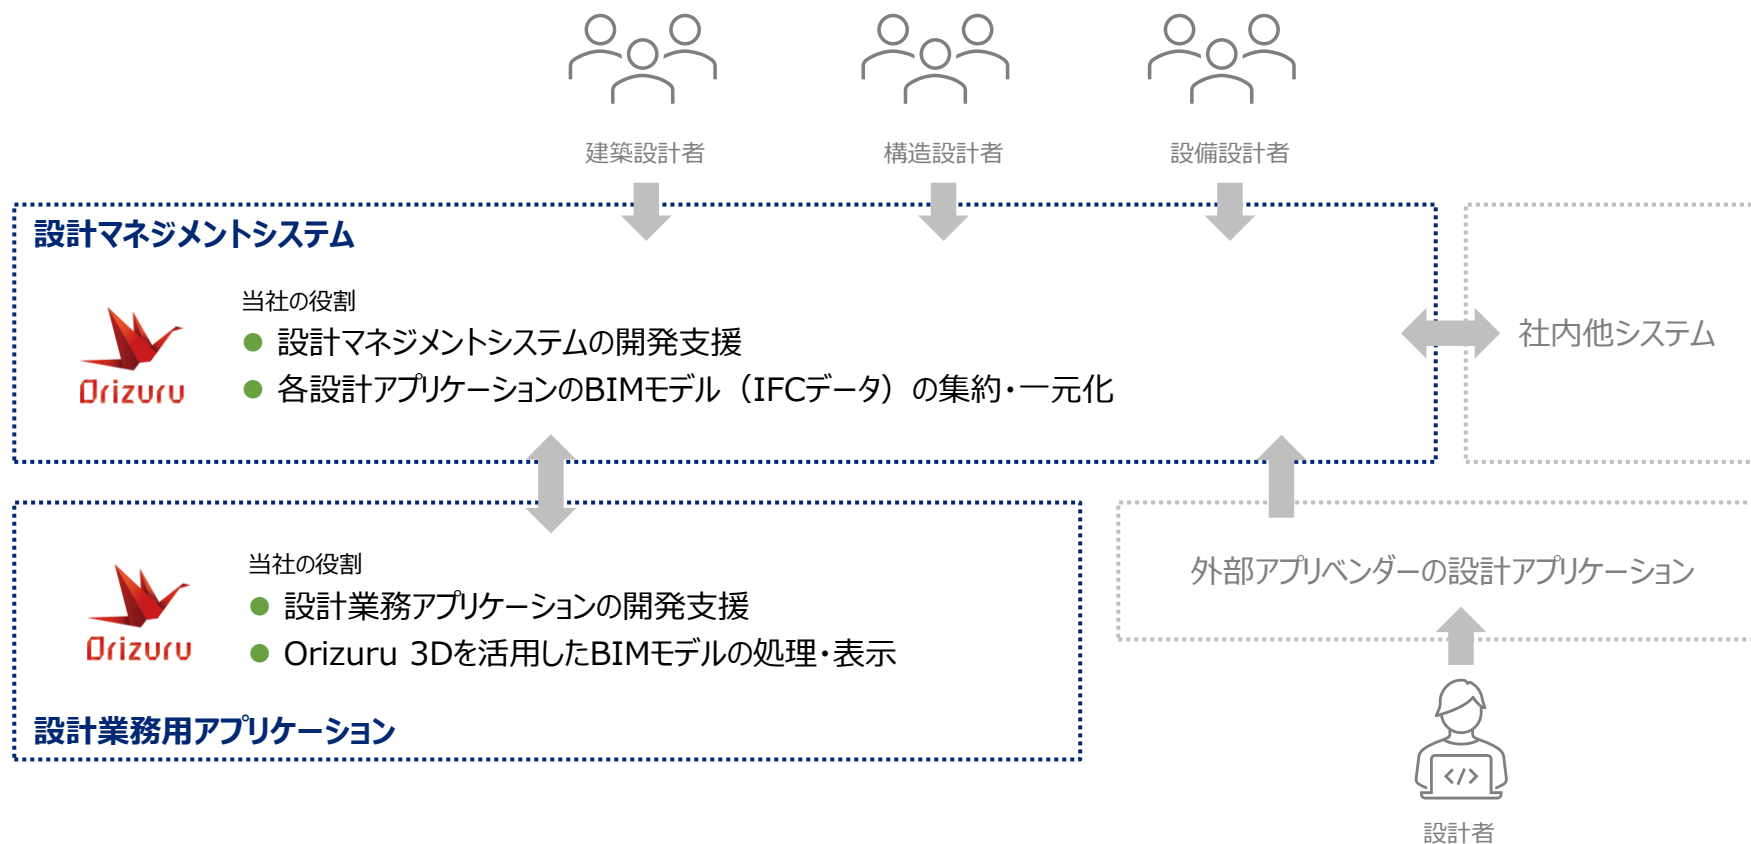 建築設計者
構造設計者
設備設計者
設計マネジメントシステム
当社の役割
● 設計マネジメントシステムの開発支援
● 各設計アプリケーションのBIMモデル（IFCデータ）の集約・一元化
Orizuru
社内他システム
当社の役割
● 設計業務アプリケーションの開発支援
● Orizuru 3Dを活用したBIMモデルの処理・表示
Orizuru
設計業務用アプリケーション
外部アプリベンダーの設計アプリケーション
</>
設計者